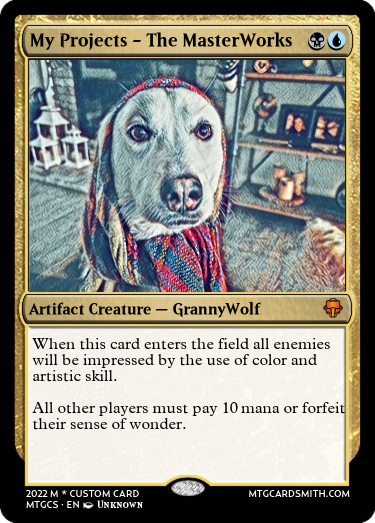 My Projects – The MasterWorks
Artifact Creature — GrannyWolf
When this card enters the field all enemies
will be impressed by the use of color and
artistic skill.
All other players must pay 10 mana or forfeit
their sense of wonder.
2022 M * CUSTOM CARD
MTGCARDSMITH.COM
MTGCS · EN Unknown